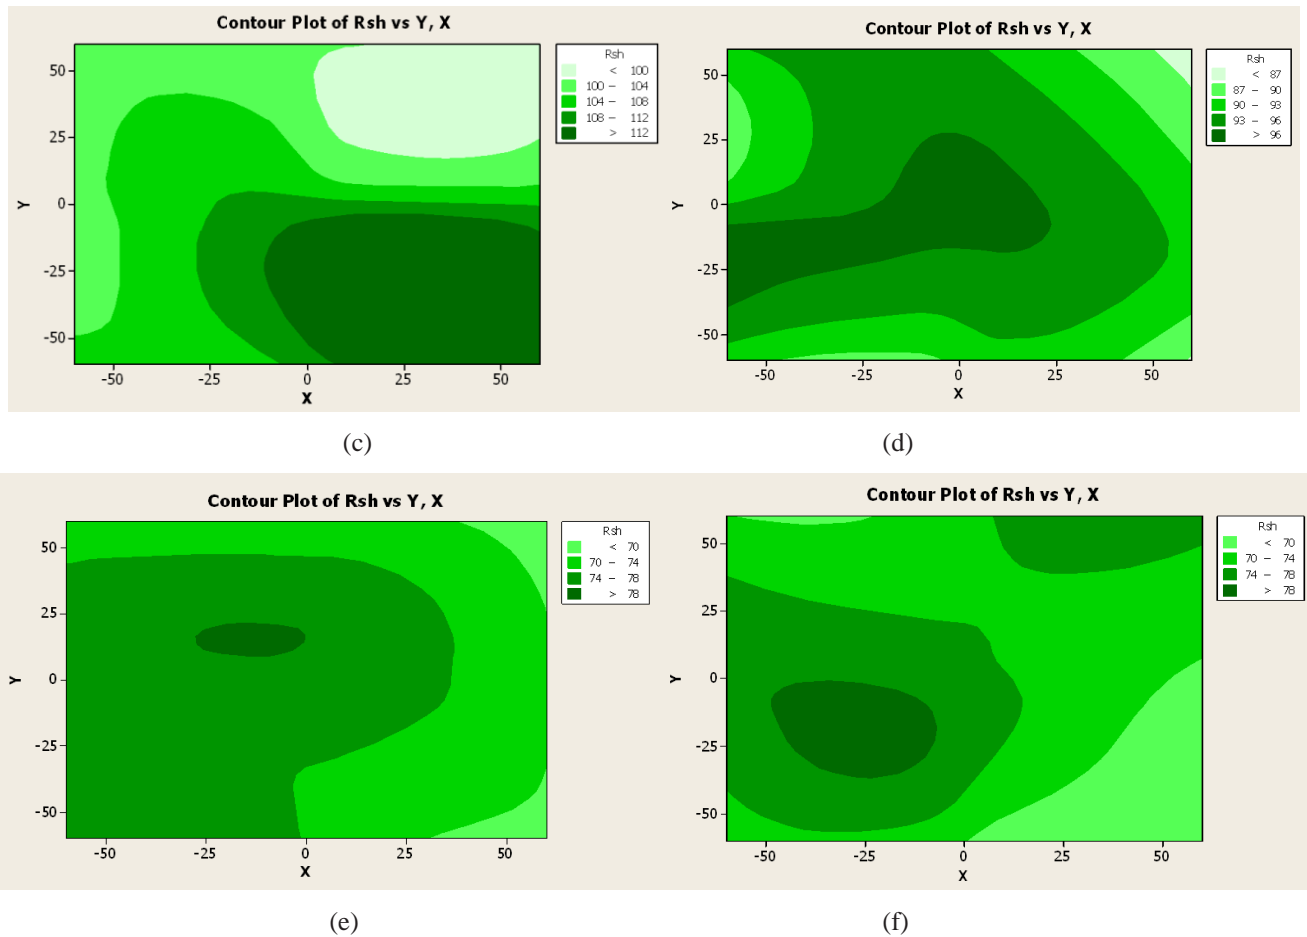 Contour Plot of Rsh vs Y, X
Rsh
< 100
100 – 104
104 – 108
108 – 112
> 112
50
25
0
-25
-50
Y
-50 -25 0 25 50
X
(c)
Contour Plot of Rsh vs Y, X
Rsh
< 87
87 – 90
90 – 93
93 – 96
> 96
50
25
0
-25
-50
Y
-50 -25 0 25 50
X
(d)
Contour Plot of Rsh vs Y, X
Rsh
< 70
70 – 74
74 – 78
> 78
50
25
0
-25
-50
Y
-50 -25 0 25 50
X
(e)
Contour Plot of Rsh vs Y, X
Rsh
< 70
70 – 74
74 – 78
> 78
50
25
0
-25
-50
Y
-50 -25 0 25 50
X
(f)